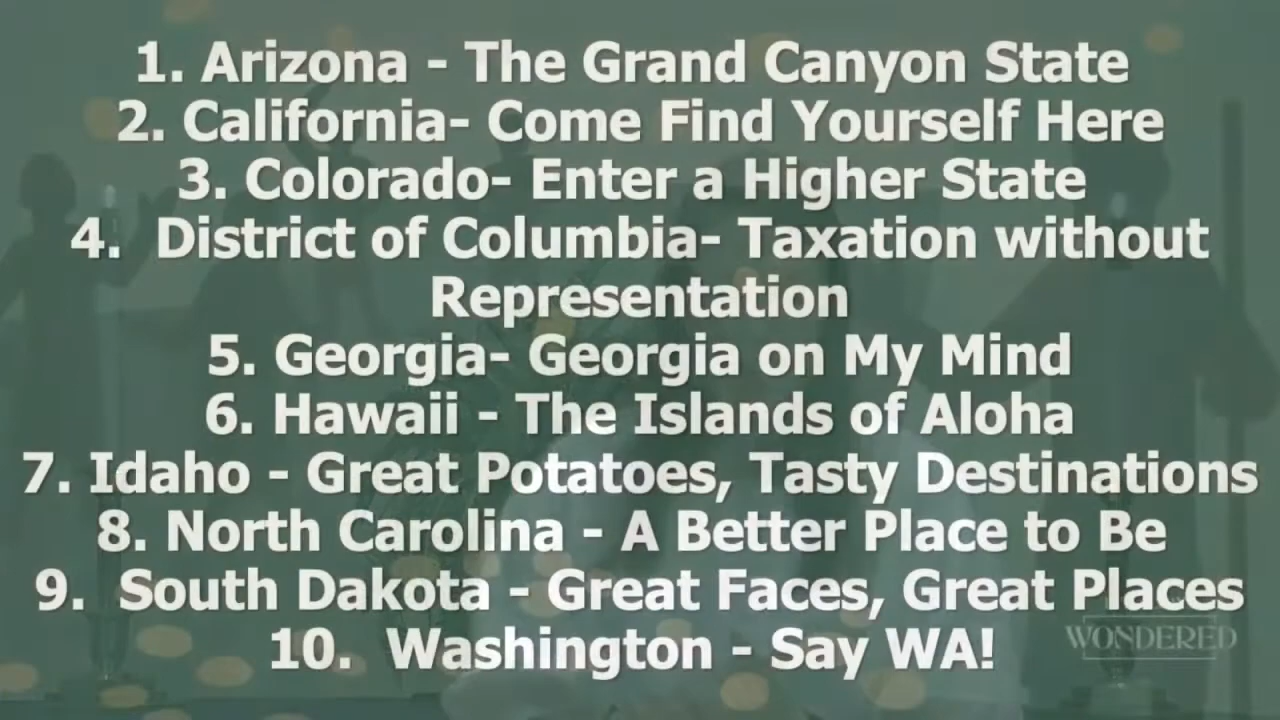 1. Arizona - The Grand Canyon State
2. California- Come Find Yourself Here
3. Colorado- Enter a Higher State
4.  District of Columbia- Taxation without
Representation
5. Georgia- Georgia on My Mind
6. Hawaii - The Islands of Aloha
7. Idaho - Great Potatoes, Tasty Destinations
8. North Carolina - A Better Place to Be
9.  South Dakota - Great Faces, Great Places
10.  Washington - Say WA!
WONDERED